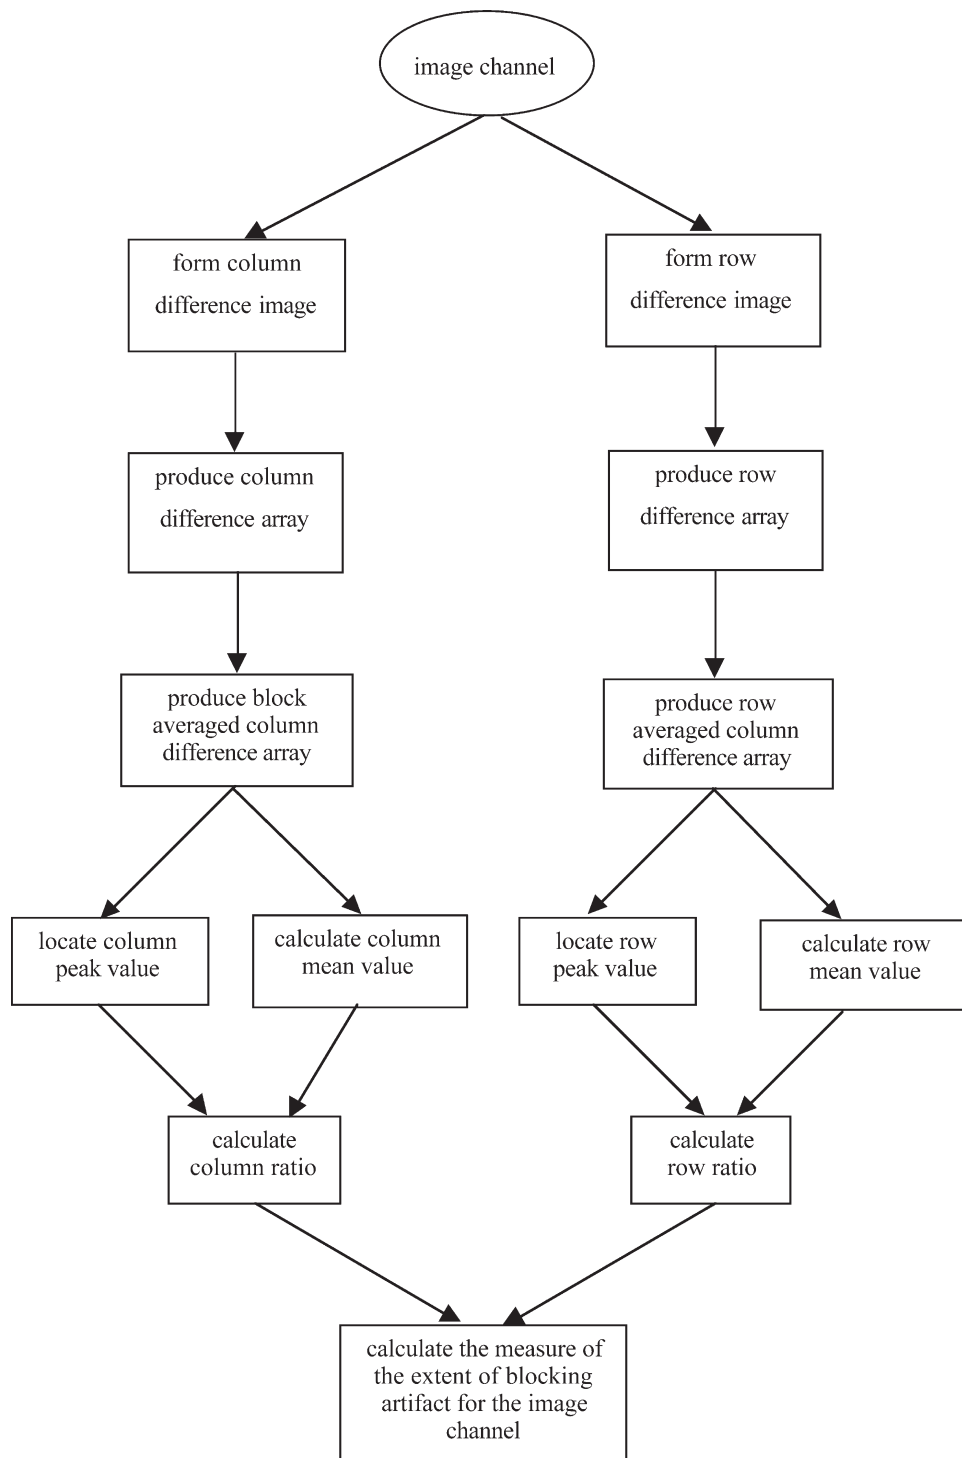 image channel
form column
difference image
form row
difference image
produce column
difference array
produce row
difference array
produce block
averaged column
difference array
produce row
averaged column
difference array
locate column
peak value
calculate column
mean value
locate row
peak value
calculate row
mean value
calculate
column ratio
calculate
row ratio
calculate the measure of
the extent of blocking
artifact for the image
channel